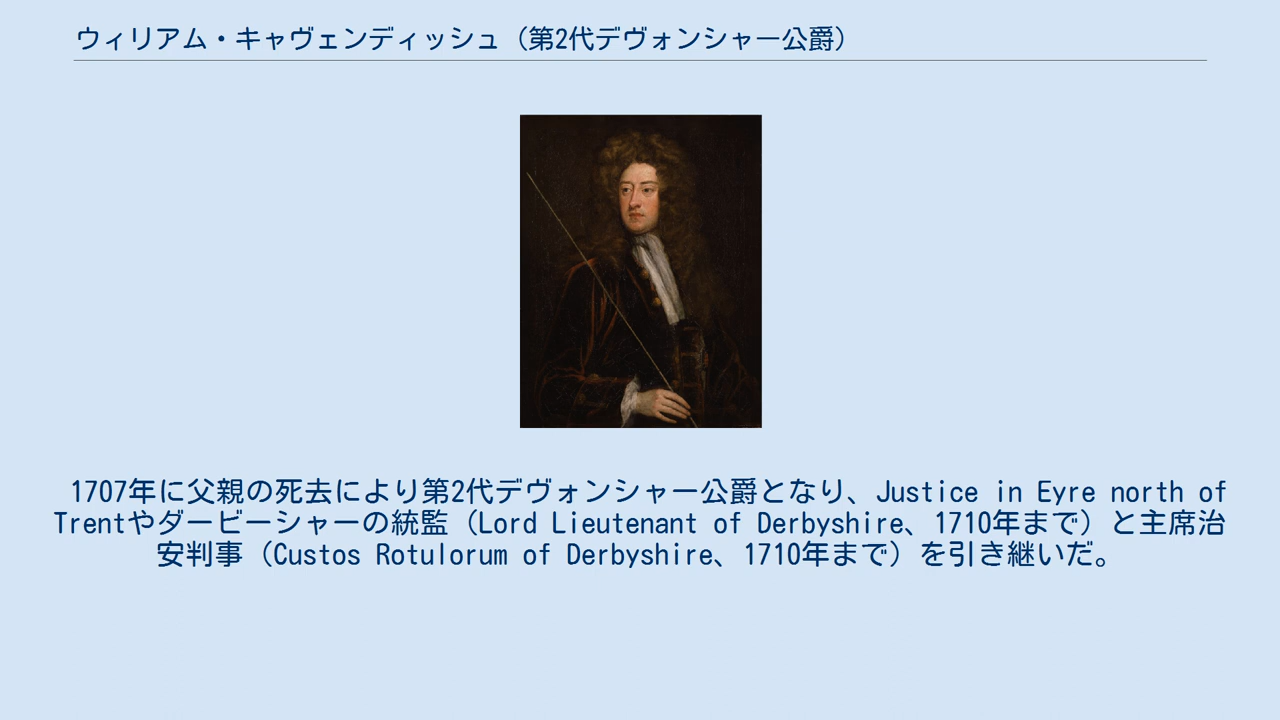 ウィリアム・キャヴェンディッシュ（第2代デヴォンシャー公爵）
1707年に父親の死去により第2代デヴォンシャー公爵となり、Justice in Eyre north of
Trentやダービーシャーの統監（Lord Lieutenant of Derbyshire、1710年まで）と主席治
安判事（Custos Rotulorum of Derbyshire、1710年まで）を引き継いだ。